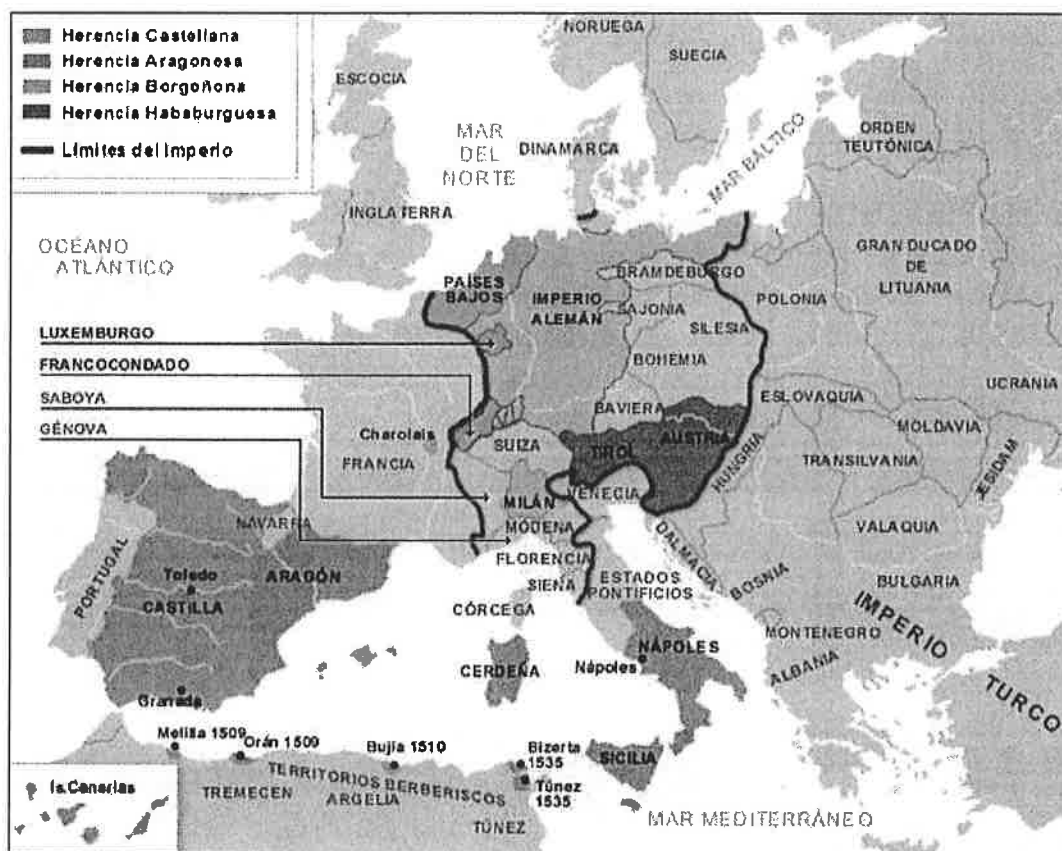 Herencia Castellana
Herencia Aragonesa
Herencia Borgoñona
Herencia Hababurguesa
Límites del Imperio
NORUEGA
SUECIA
ESCOCIA
MAR
DEL
NORTE
DINAMARCA
MAR BÁLTICO
ORDEN
TEUTÓNICA
INGLATERRA
OCÉANO
ATLÁNTICO
GRAN DUCADO
DE
LITUANIA
PAÍSES
BAJOS
IMPERIO
ALEMÁN
BRAMDEBURGO
SAJONIA
POLONIA
SILESIA
BOHEMIA
LUXEMBURGO
FRANCOCONDADO
SABOYA
GÉNOVA
UCRANIA
ESLOVAQUIA
BAVIERA
MOLDAVIA
Charolais
FRANCIA
SUIZA
TIROL
AUSTRIA
HUNGRIA
TRANSILVANIA
JESIDAM
MILÁN
VENECIA
MÓDENA
VALAQUIA
NAVARRA
FLORENCIA
DALMACIA
PORTUGAL
Toledo
ARAGÓN
CASTILLA
SIENA
ESTADOS
PONTIFICIOS
BOSNIA
BULGARIA
CÓRCEGA
IMPERIO
TURCO
MONTENEGRO
ALBANIA
CERDEÑA
NÁPOLES
Nápoles
Granada
Melilla 1509
Orán 1509
Bujía 1510
Bizerta
1535
SICILIA
Túnez
1535
Is.Canarias
TERRITORIOS BERBERISCOS
TREMECEN
ARGELIA
TÚNEZ
MAR MEDITERRÁNEO